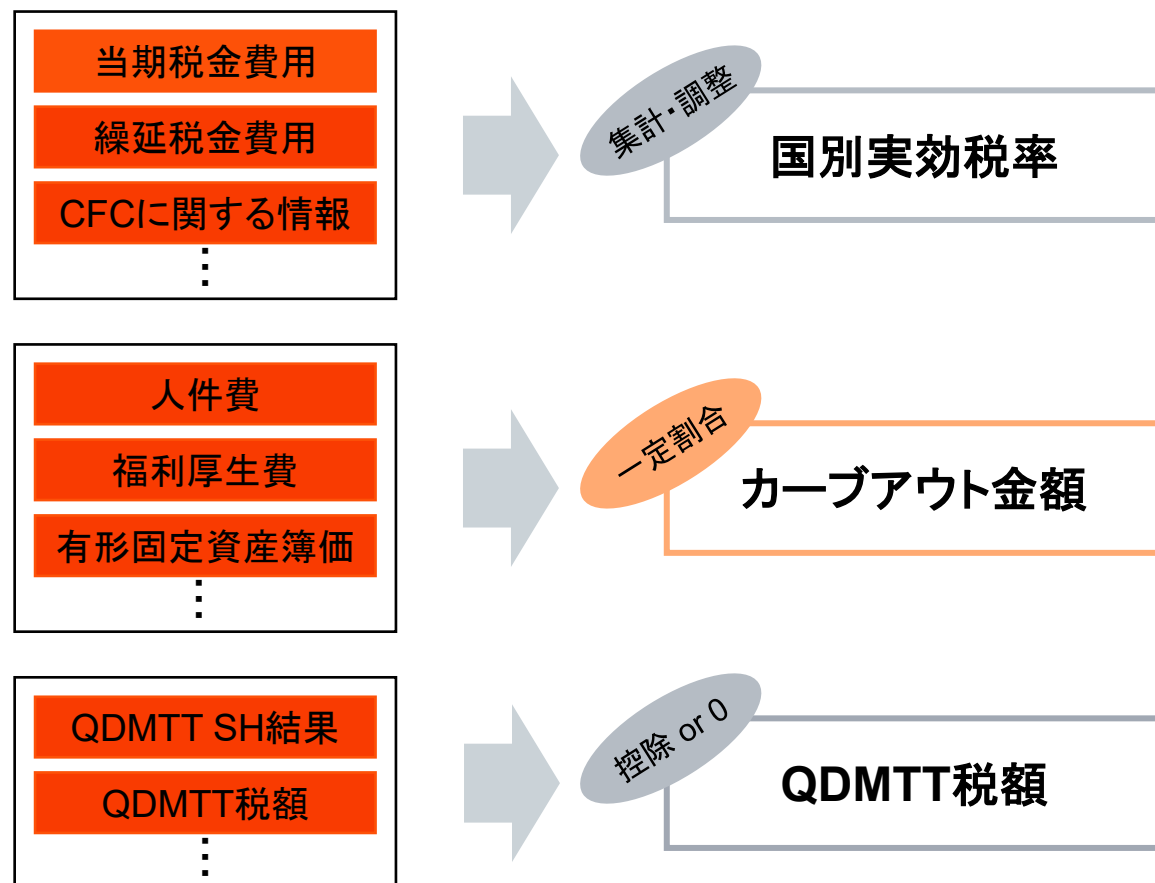 当期税金費用
繰延税金費用
CFCに関する情報
⋮
集計・調整
国別実効税率
人件費
福利厚生費
有形固定資産簿価
⋮
一定割合
カーブアウト金額
QDMTT SH結果
QDMTT税額
⋮
控除 or 0
QDMTT税額